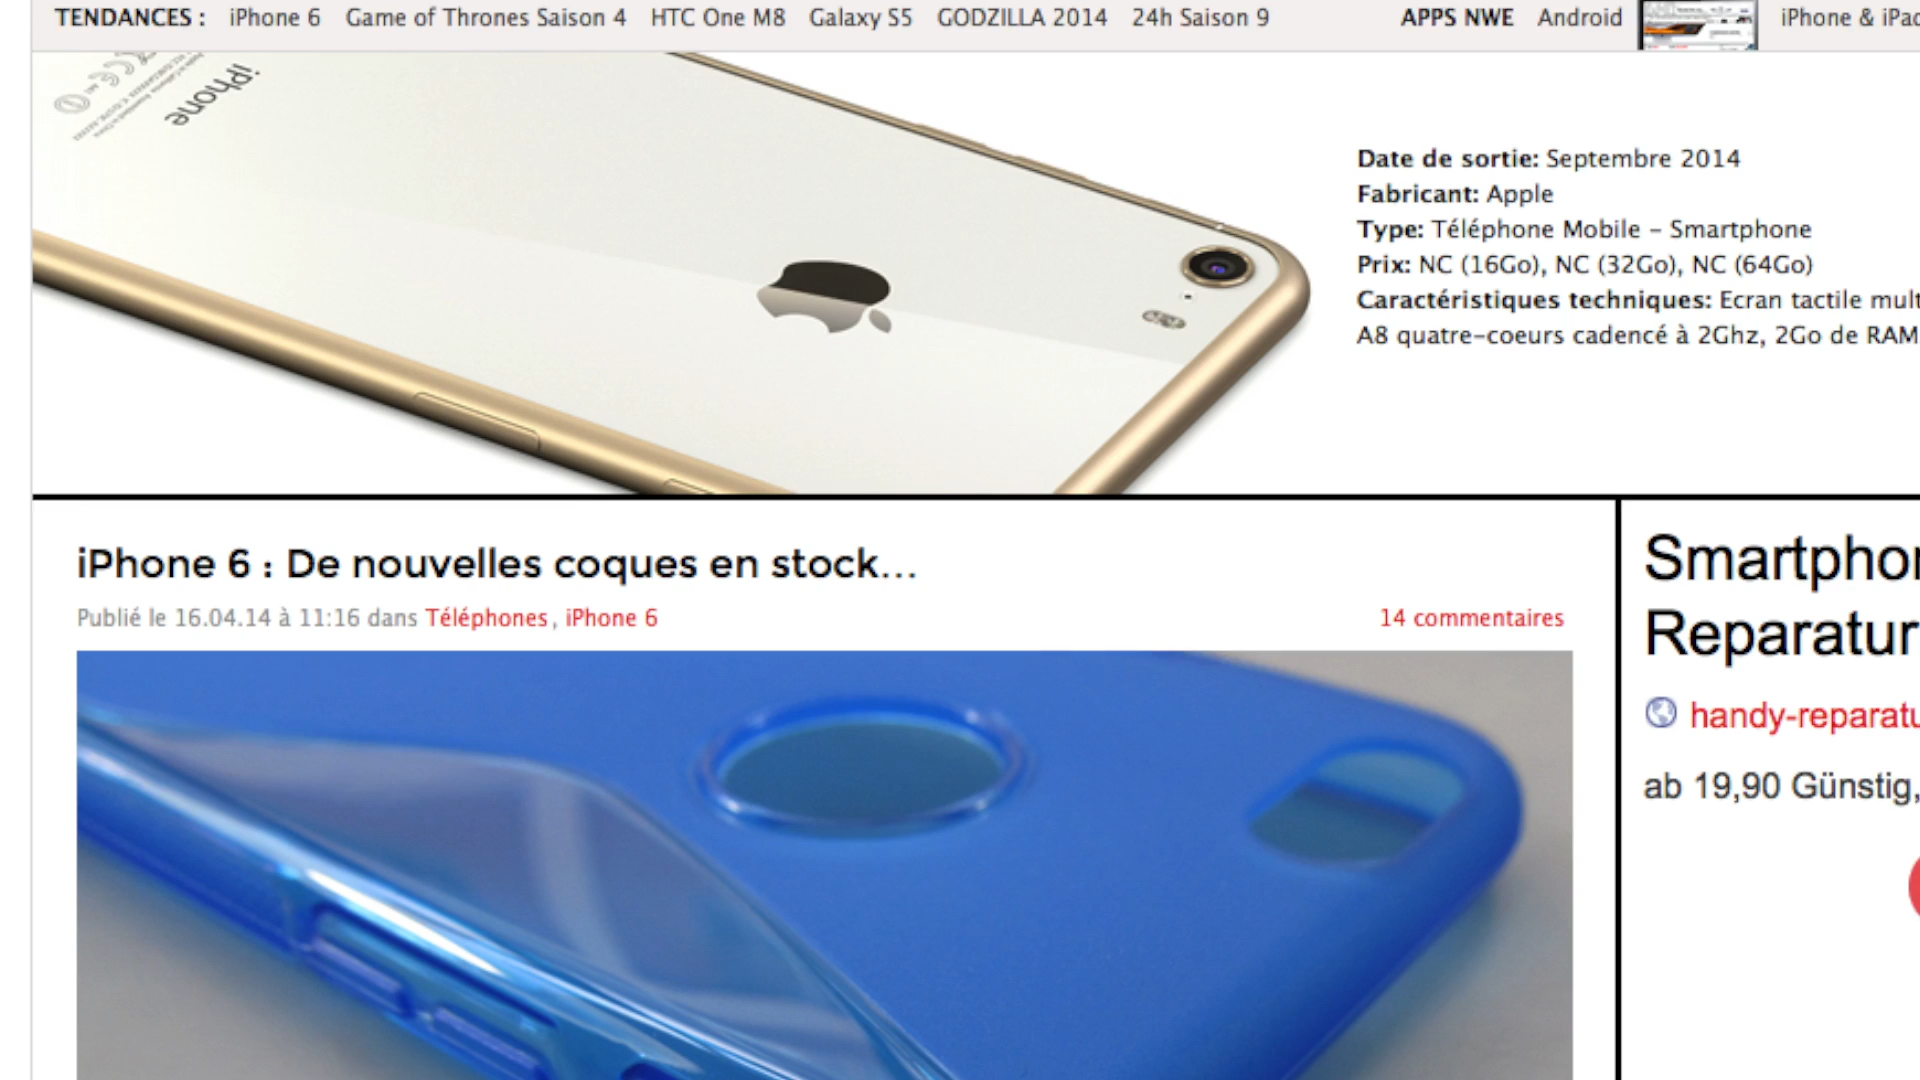 TENDANCES : iPhone 6 Game of Thrones Saison 4 HTC One M8 Galaxy S5 GODZILLA 2014 24h Saison 9 APPS NWE Android iPhone & iPad
iPhone
Date de sortie: Septembre 2014
Fabricant: Apple
Type: Téléphone Mobile – Smartphone
Prix: NC (16Go), NC (32Go), NC (64Go)
Caractéristiques techniques: Ecran tactile mult
A8 quatre-coeurs cadencé à 2Ghz, 2Go de RAM
iPhone 6 : De nouvelles coques en stock...
Publié le 16.04.14 à 11:16 dans Téléphones, iPhone 6
14 commentaires
Smartphon
Reparatur
handy-reparatu
ab 19,90 Günstig,